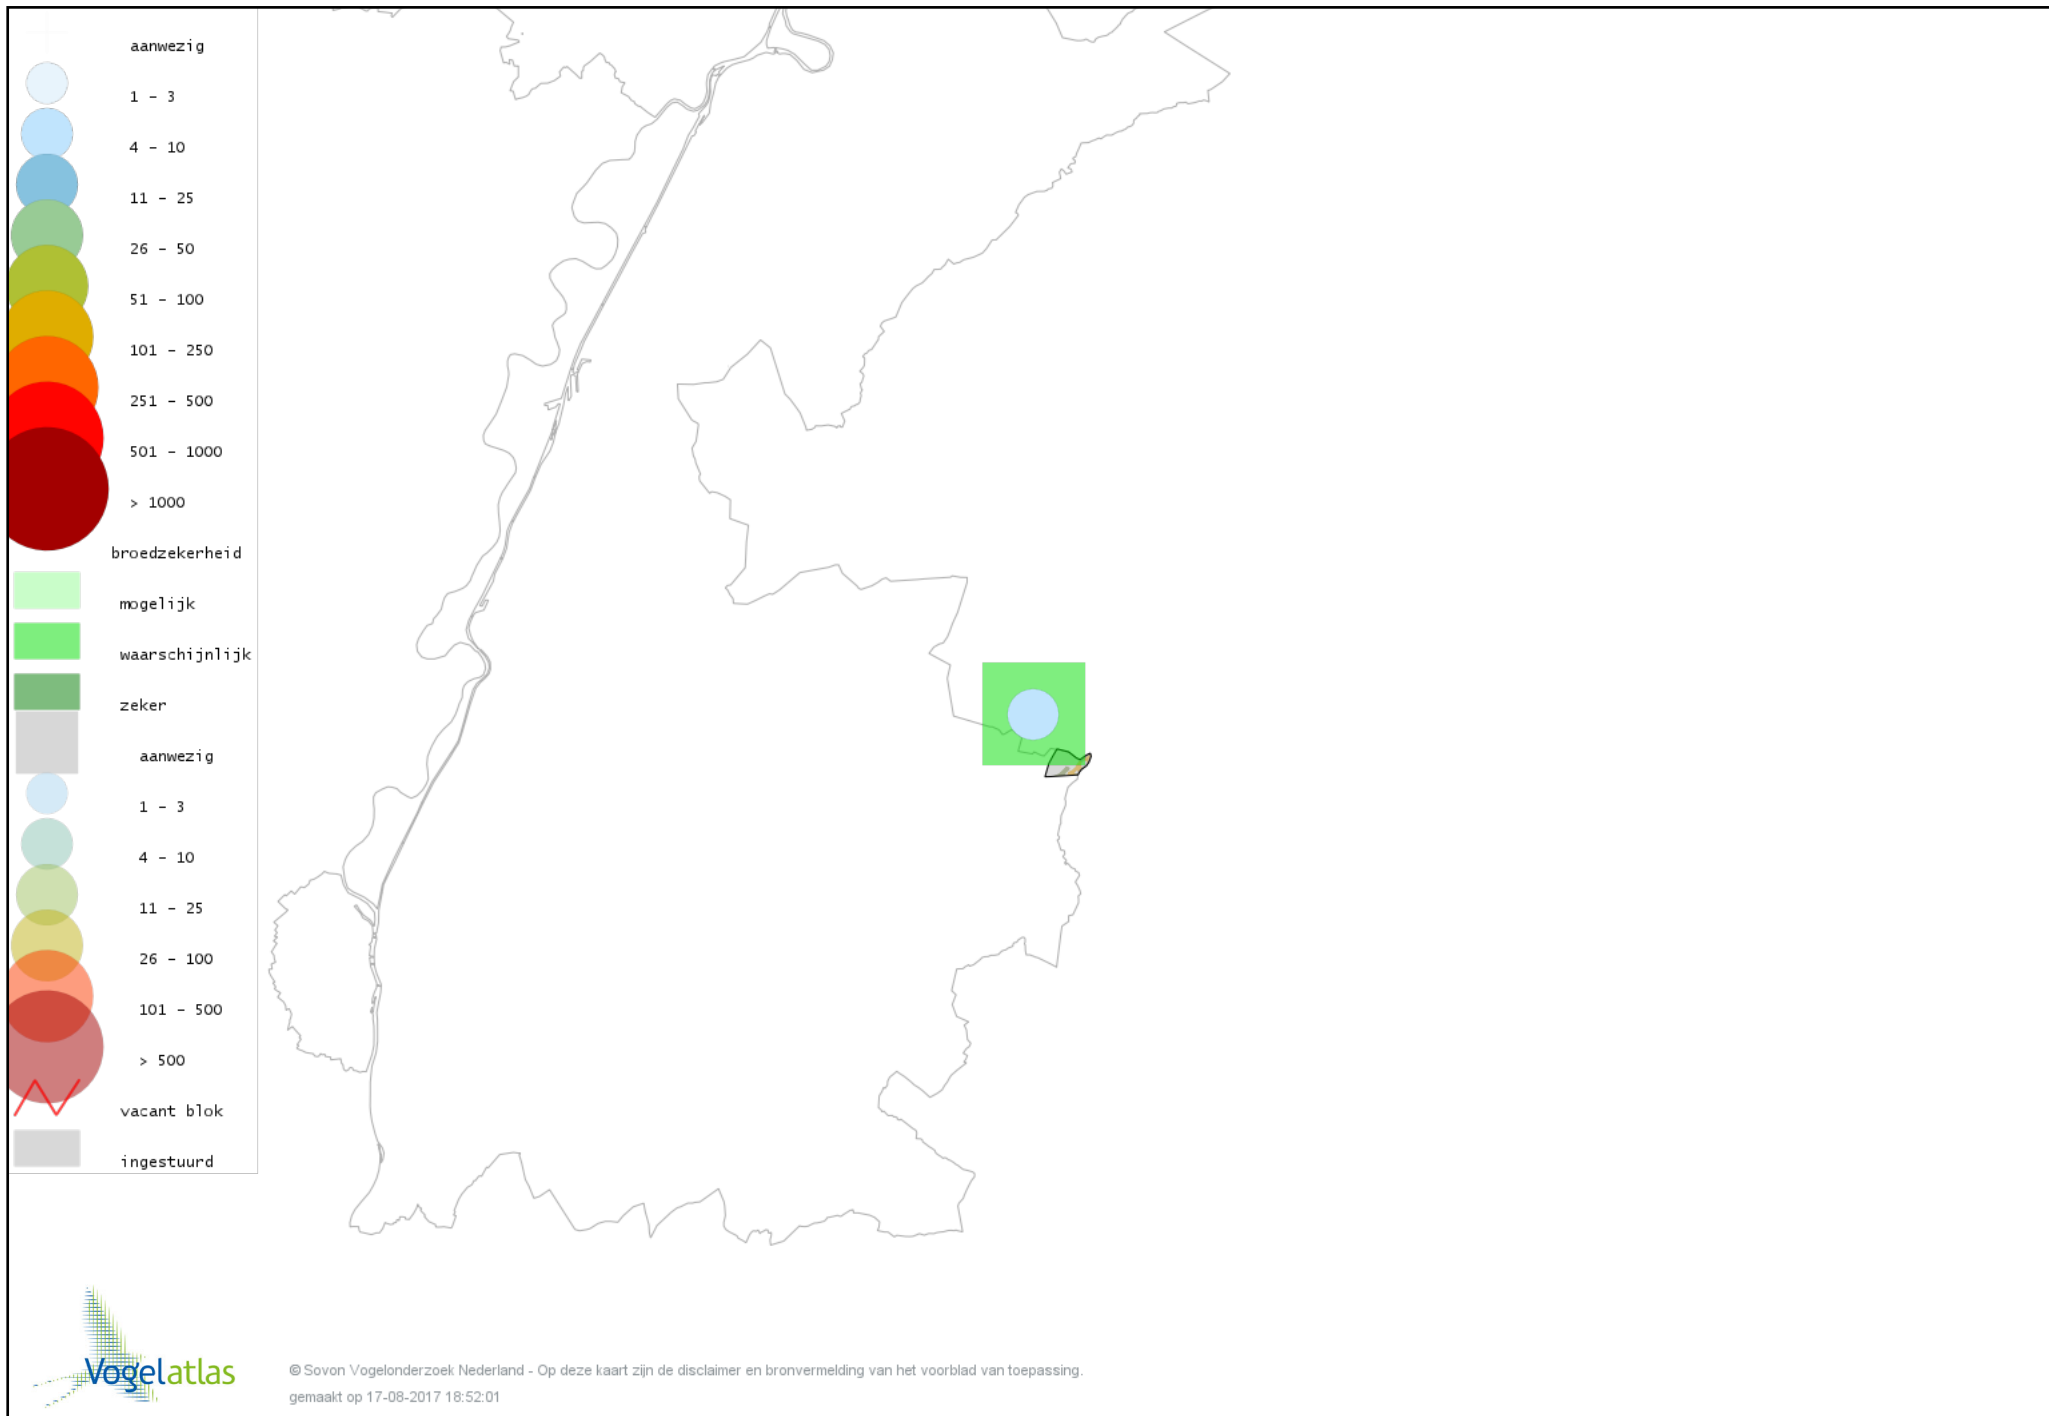 aanwezig
1 - 3
4 - 10
11 - 25
26 - 50
51 - 100
101 - 250
251 - 500
501 - 1000
> 1000
broedzekerheid
mogelijk
waarschijnlijk
zeker
aanwezig
1 - 3
4 - 10
11 - 25
26 - 100
101 - 500
> 500
vacant blok
ingestuurd
Vogelatlas
© Sovon Vogelonderzoek Nederland - Op deze kaart zijn de disclaimer en bronvermelding van het voorblad van toepassing.
gemaakt op 17-08-2017 18:52:01